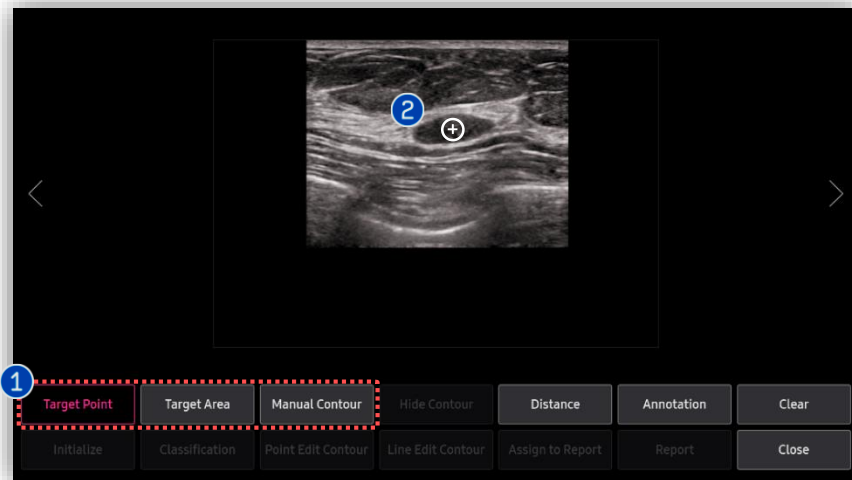 2
1
Target Point Target Area Manual Contour Hide Contour Distance Annotation Clear
Initialize Classification Point Edit Contour Line Edit Contour Assign to Report Report Close